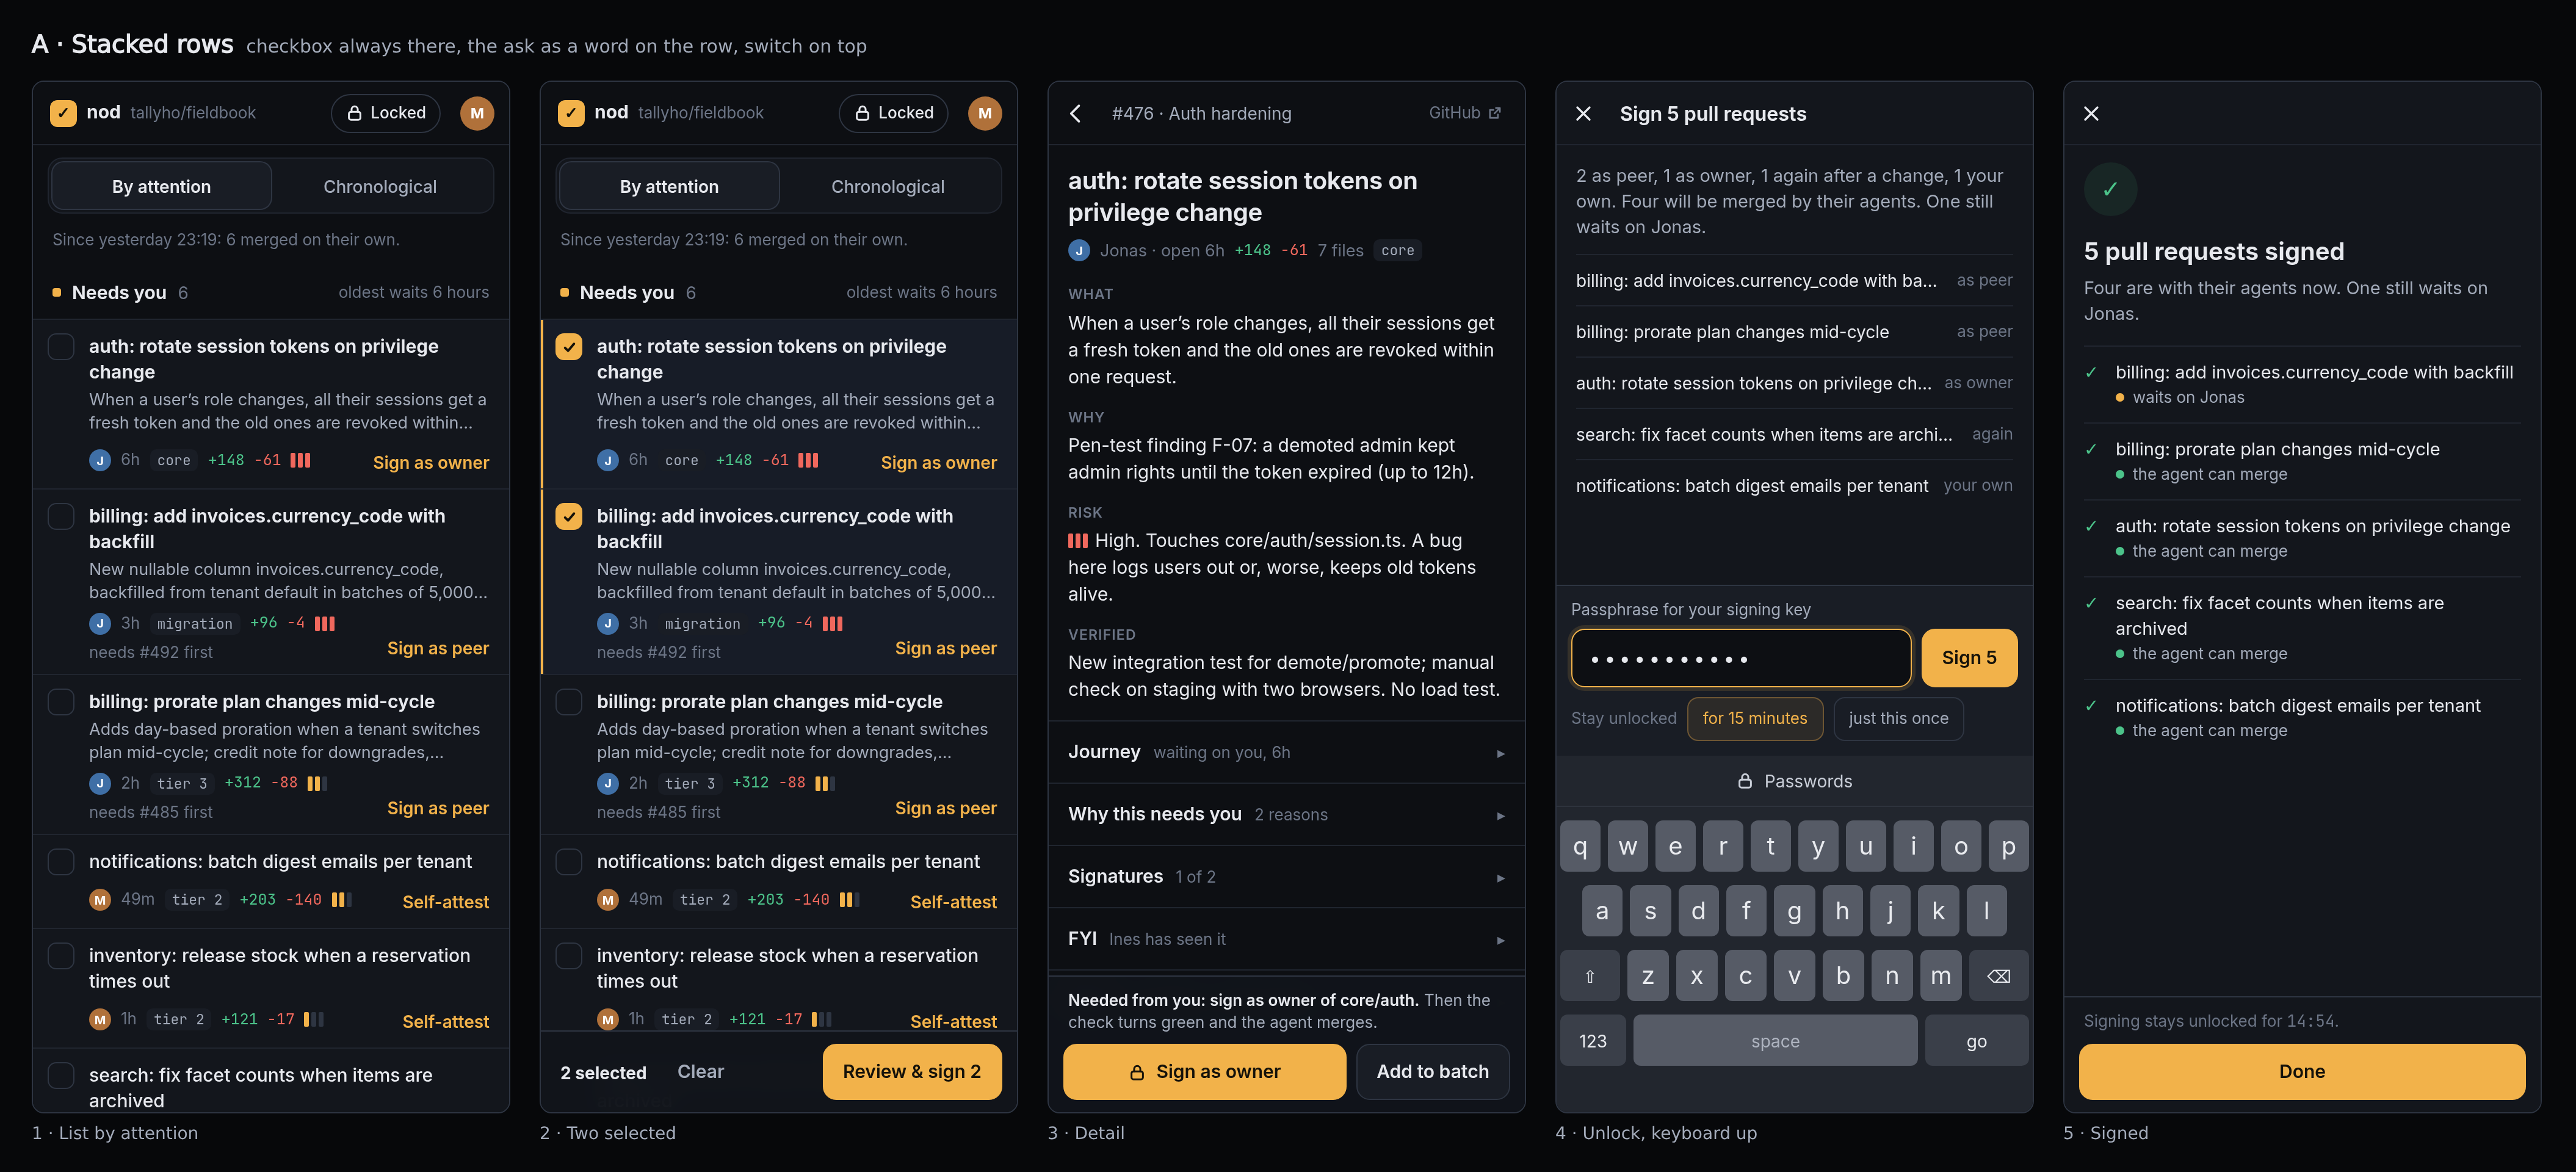 A · Stacked rows checkbox always there, the ask as a word on the row, switch on top
✓ nod tallyho/fieldbook Locked M
By attention Chronological
Since yesterday 23:19: 6 merged on their own.
Needs you 6 oldest waits 6 hours
auth: rotate session tokens on privilege
change
When a user’s role changes, all their sessions get a
fresh token and the old ones are revoked within...
J 6h core +148 -61 Sign as owner
billing: add invoices.currency_code with
backfill
New nullable column invoices.currency_code,
backfilled from tenant default in batches of 5,000...
J 3h migration +96 -4
needs #492 first Sign as peer
billing: prorate plan changes mid-cycle
Adds day-based proration when a tenant switches
plan mid-cycle; credit note for downgrades,...
J 2h tier 3 +312 -88
needs #485 first Sign as peer
notifications: batch digest emails per tenant
M 49m tier 2 +203 -140 Self-attest
inventory: release stock when a reservation
times out
M 1h tier 2 +121 -17 Self-attest
search: fix facet counts when items are
archived
1 · List by attention
✓ nod tallyho/fieldbook Locked M
By attention Chronological
Since yesterday 23:19: 6 merged on their own.
Needs you 6 oldest waits 6 hours
auth: rotate session tokens on privilege
change
When a user’s role changes, all their sessions get a
fresh token and the old ones are revoked within...
J 6h core +148 -61 Sign as owner
billing: add invoices.currency_code with
backfill
New nullable column invoices.currency_code,
backfilled from tenant default in batches of 5,000...
J 3h migration +96 -4
needs #492 first Sign as peer
billing: prorate plan changes mid-cycle
Adds day-based proration when a tenant switches
plan mid-cycle; credit note for downgrades,...
J 2h tier 3 +312 -88
needs #485 first Sign as peer
notifications: batch digest emails per tenant
M 49m tier 2 +203 -140 Self-attest
inventory: release stock when a reservation
times out
M 1h tier 2 +121 -17 Self-attest
2 selected Clear Review & sign 2
2 · Two selected
#476 · Auth hardening GitHub
auth: rotate session tokens on
privilege change
J Jonas · open 6h +148 -61 7 files core
WHAT
When a user’s role changes, all their sessions get
a fresh token and the old ones are revoked within
one request.
WHY
Pen-test finding F-07: a demoted admin kept
admin rights until the token expired (up to 12h).
RISK
High. Touches core/auth/session.ts. A bug
here logs users out or, worse, keeps old tokens
alive.
VERIFIED
New integration test for demote/promote; manual
check on staging with two browsers. No load test.
Journey waiting on you, 6h ▸
Why this needs you 2 reasons ▸
Signatures 1 of 2 ▸
FYI Ines has seen it ▸
Needed from you: sign as owner of core/auth. Then the
check turns green and the agent merges.
Sign as owner Add to batch
3 · Detail
Sign 5 pull requests
2 as peer, 1 as owner, 1 again after a change, 1 your
own. Four will be merged by their agents. One still
waits on Jonas.
billing: add invoices.currency_code with ba... as peer
billing: prorate plan changes mid-cycle as peer
auth: rotate session tokens on privilege ch... as owner
search: fix facet counts when items are archi... again
notifications: batch digest emails per tenant your own
Passphrase for your signing key
••••••••••• Sign 5
Stay unlocked for 15 minutes just this once
Passwords
q w e r t y u i o p
a s d f g h j k l
⇧ z x c v b n m ⌫
123 space go
4 · Unlock, keyboard up
✓
5 pull requests signed
Four are with their agents now. One still waits on
Jonas.
✓ billing: add invoices.currency_code with backfill
waits on Jonas
✓ billing: prorate plan changes mid-cycle
the agent can merge
✓ auth: rotate session tokens on privilege change
the agent can merge
✓ search: fix facet counts when items are
archived
the agent can merge
✓ notifications: batch digest emails per tenant
the agent can merge
Signing stays unlocked for 14:54.
Done
5 · Signed